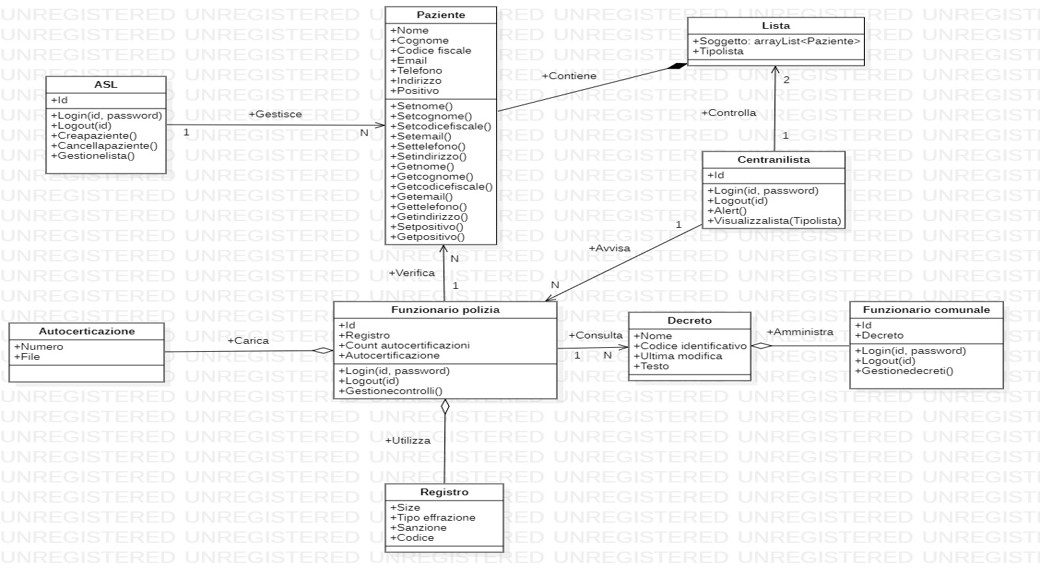 Paziente
+Nome
+Cognome
+Codice fiscale
+Email
+Telefono
+Indirizzo
+Positivo
+Setnome()
+Setcognome()
+Setcodicefiscale()
+Setemail()
+Settelefono()
+Setindirizzo()
+Getnome()
+Getcognome()
+Getcodicefiscale()
+Getemail()
+Gettelefono()
+Getindirizzo()
+Setpositivo()
+Getpositivo()
Lista
+Soggetto: arrayList<Paziente>
+Tipolista
+Contiene
ASL
+Id
+Login(id, password)
+Logout(id)
+Creapaziente()
+Cancellapaziente()
+Gestionelista()
+Gestisce
1
N
2
+Controlla
1
Centranilista
+Id
+Login(id, password)
+Logout(id)
+Alert()
+Visualizzalista(Tipolista)
1
+Avvisa
N
N
+Verifica
1
Funzionario polizia
+Id
+Registro
+Count autocertificazioni
+Autocertificazione
+Login(id, password)
+Logout(id)
+Gestionecontrolli()
Autocerticazione
+Numero
+File
+Carica
+Consulta
1 N
Decreto
+Nome
+Codice identificativo
+Ultima modifica
+Testo
+Amministra
Funzionario comunale
+Id
+Decreto
+Login(id, password)
+Logout(id)
+Gestionedecreti()
+Utilizza
Registro
+Size
+Tipo effrazione
+Sanzione
+Codice
UNREGISTERED